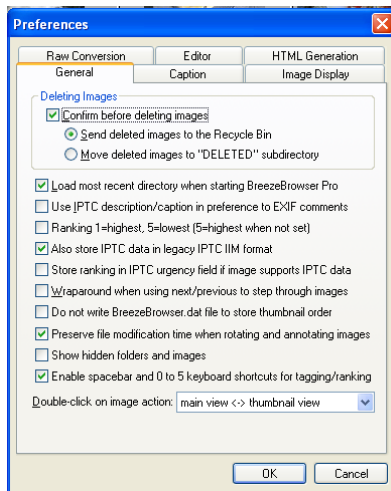 Preferences
Raw Conversion Editor HTML Generation
General Caption Image Display
Deleting Images
Confirm before deleting images
Send deleted images to the Recycle Bin
Move deleted images to "DELETED" subdirectory
Load most recent directory when starting BreezeBrowser Pro
Use IPTC description/caption in preference to EXIF comments
Ranking 1=highest, 5=lowest (5=highest when not set)
Also store IPTC data in legacy IPTC IIM format
Store ranking in IPTC urgency field if image supports IPTC data
Wraparound when using next/previous to step through images
Do not write BreezeBrowser.dat file to store thumbnail order
Preserve file modification time when rotating and annotating images
Show hidden folders and images
Enable spacebar and 0 to 5 keyboard shortcuts for tagging/ranking
Double-click on image action: main view <-> thumbnail view
OK Cancel